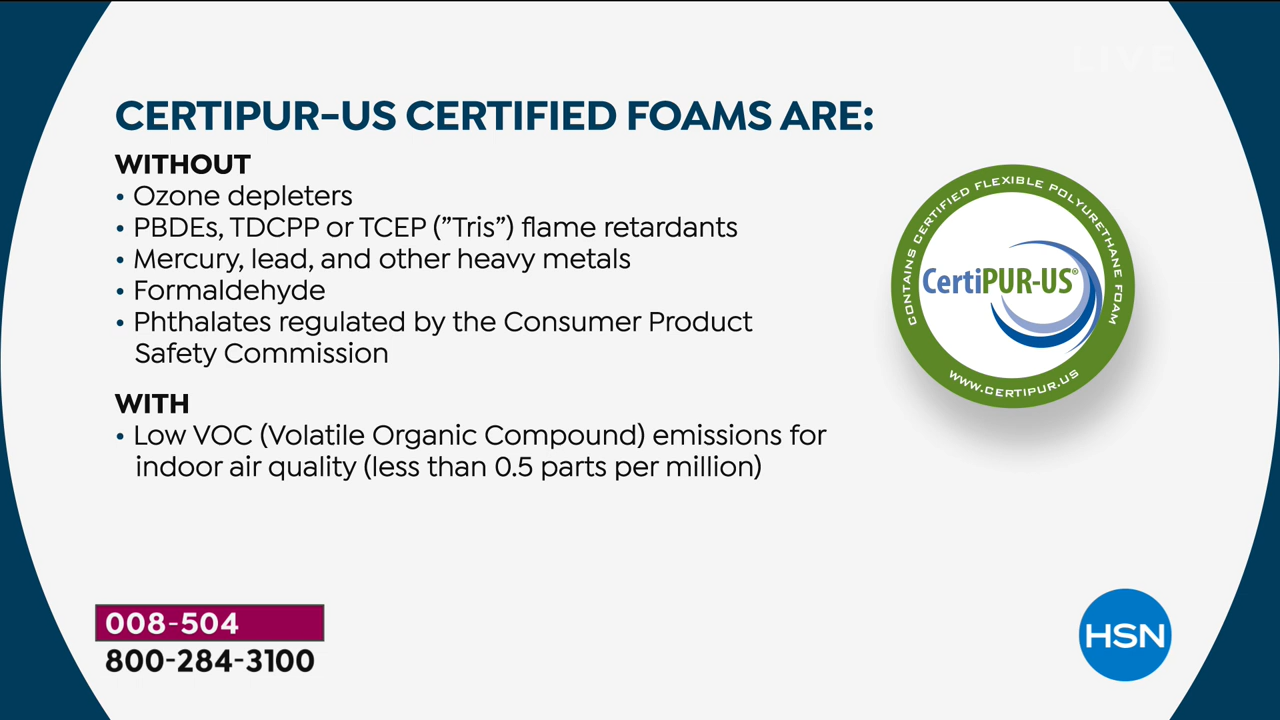 LIVE
CERTIPUR-US CERTIFIED FOAMS ARE:
WITHOUT
• Ozone depleters
• PBDEs, TDCPP or TCEP (”Tris”) flame retardants
• Mercury, lead, and other heavy metals
• Formaldehyde
• Phthalates regulated by the Consumer Product
Safety Commission
WITH
• Low VOC (Volatile Organic Compound) emissions for
indoor air quality (less than 0.5 parts per million)
CONTAINS CERTIFIED FLEXIBLE POLYURETHANE FOAM
CertiPUR-US®
WWW.CERTIPUR.US
008-504
800-284-3100
HSN